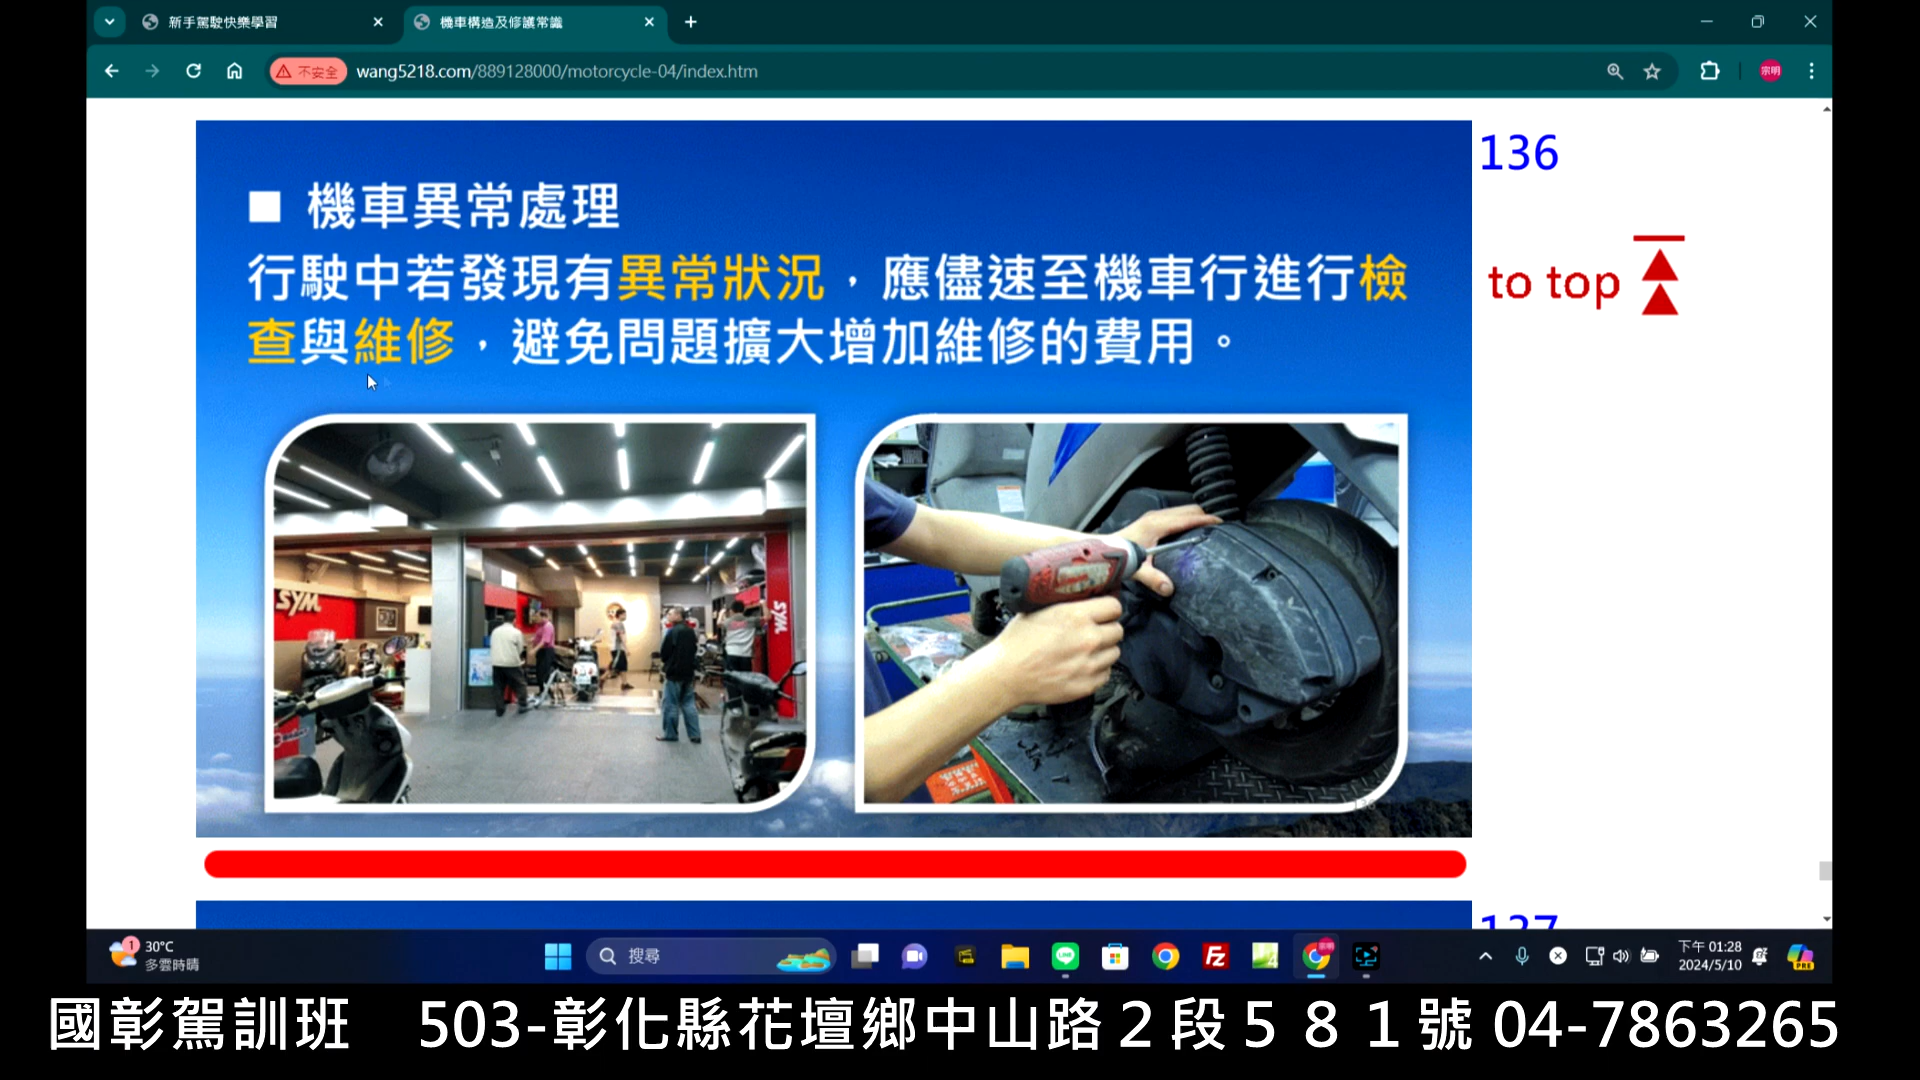 新手駕駛快樂學習
機車構造及修護常識
不安全
wang5218.com/889128000/motorcycle-04/index.htm
宗明
136
■ 機車異常處理
行駛中若發現有異常狀況，應儘速至機車行進行檢
查與維修，避免問題擴大增加維修的費用。
to top
SYM
SYM
137
1
30°C
多雲時晴
搜尋
下午 01:28
2024/5/10
國彰駕訓班 503-彰化縣花壇鄉中山路２段５８１號 04-7863265